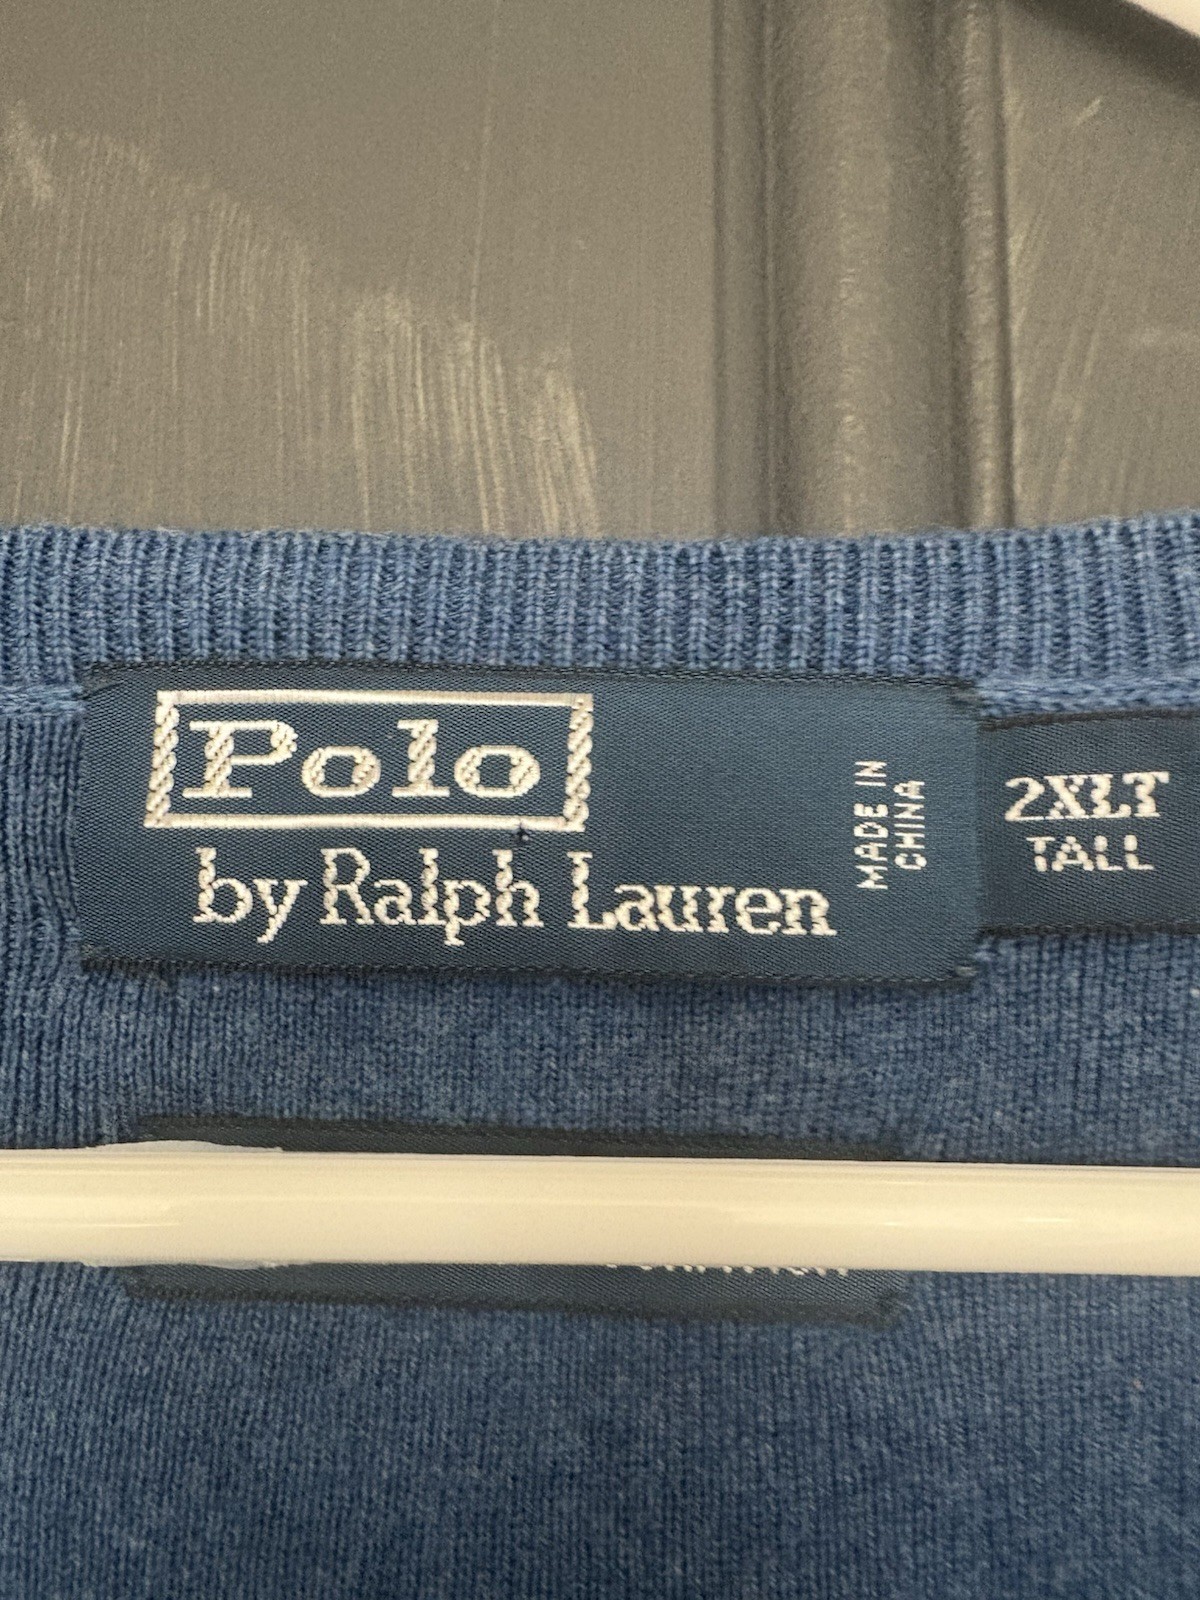 Polo
by Ralph Lauren
MADE IN
CHINA
2XLT
TALL